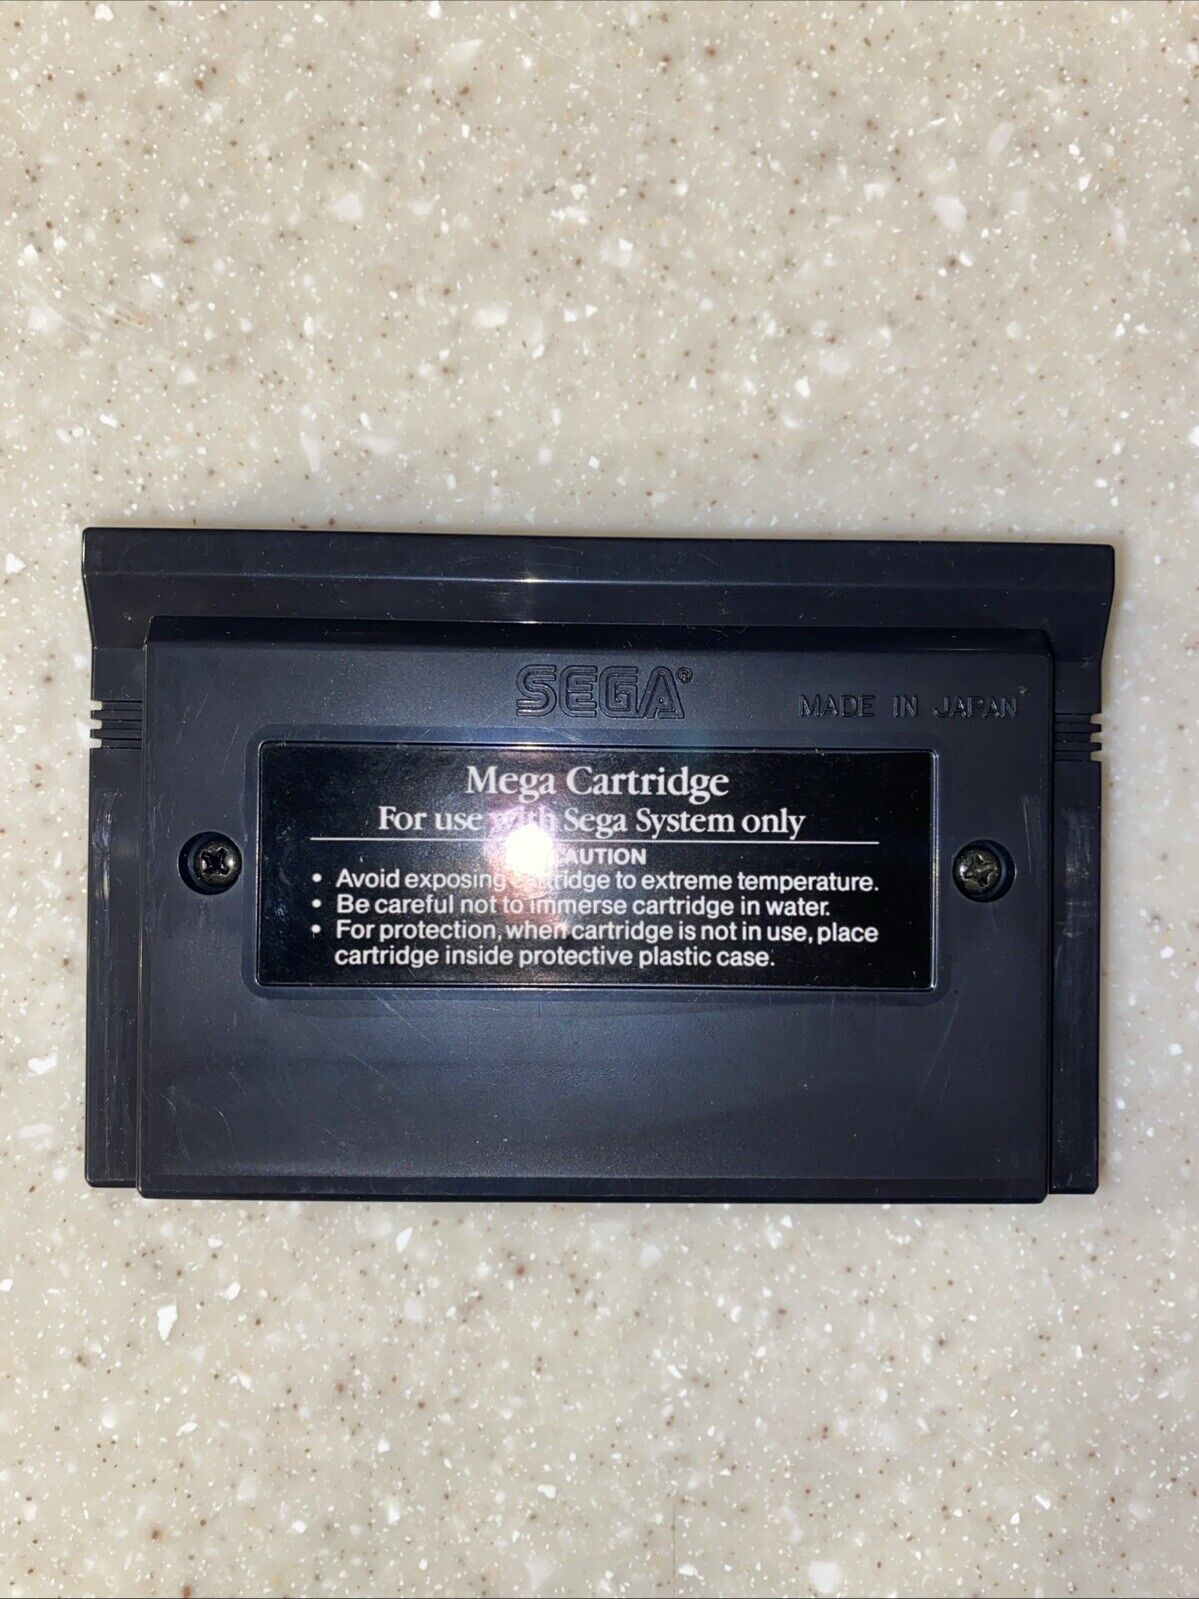 SEGA®
MADE IN JAPAN
Mega Cartridge
For use with Sega System only
CAUTION
• Avoid exposing cartridge to extreme temperature.
• Be careful not to immerse cartridge in water.
• For protection, when cartridge is not in use, place
cartridge inside protective plastic case.